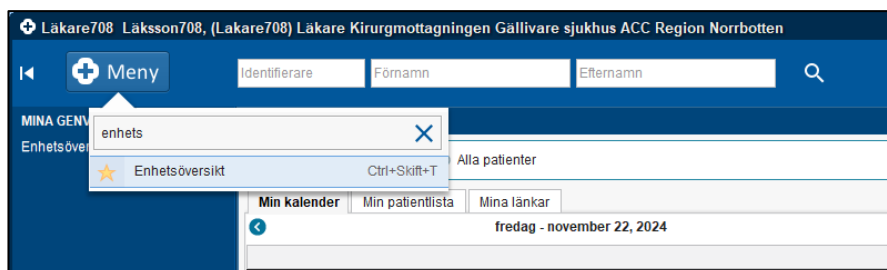 Läkare708 Läksson708, (Lakare708) Läkare Kirurgmottagningen Gällivare sjukhus ACC Region Norrbotten
Meny
Identifierare Förnamn Efternamn
MINA GENV
enhets
Enhetsöver
Enhetsöversikt Ctrl+Skift+T
Alla patienter
Min kalender Min patientlista Mina länkar
fredag - november 22, 2024